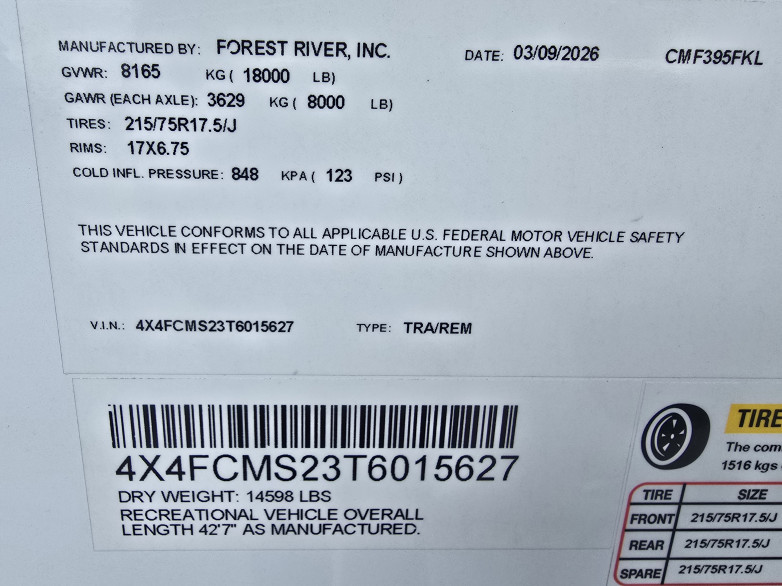 MANUFACTURED BY: FOREST RIVER, INC. DATE: 03/09/2026 CMF395FKL
GVWR: 8165 KG ( 18000 LB)
GAWR (EACH AXLE): 3629 KG ( 8000 LB)
TIRES: 215/75R17.5/J
RIMS: 17X6.75
COLD INFL. PRESSURE: 848 KPA ( 123 PSI )
THIS VEHICLE CONFORMS TO ALL APPLICABLE U.S. FEDERAL MOTOR VEHICLE SAFETY
STANDARDS IN EFFECT ON THE DATE OF MANUFACTURE SHOWN ABOVE.
V.I.N.: 4X4FCMS23T6015627 TYPE: TRA/REM
4X4FCMS23T6015627
DRY WEIGHT: 14598 LBS
RECREATIONAL VEHICLE OVERALL
LENGTH 42'7" AS MANUFACTURED.
TIRE
The com
1516 kgs
TIRE SIZE
FRONT 215/75R17.5/J
REAR 215/75R17.5/J
SPARE 215/75R17.5/J